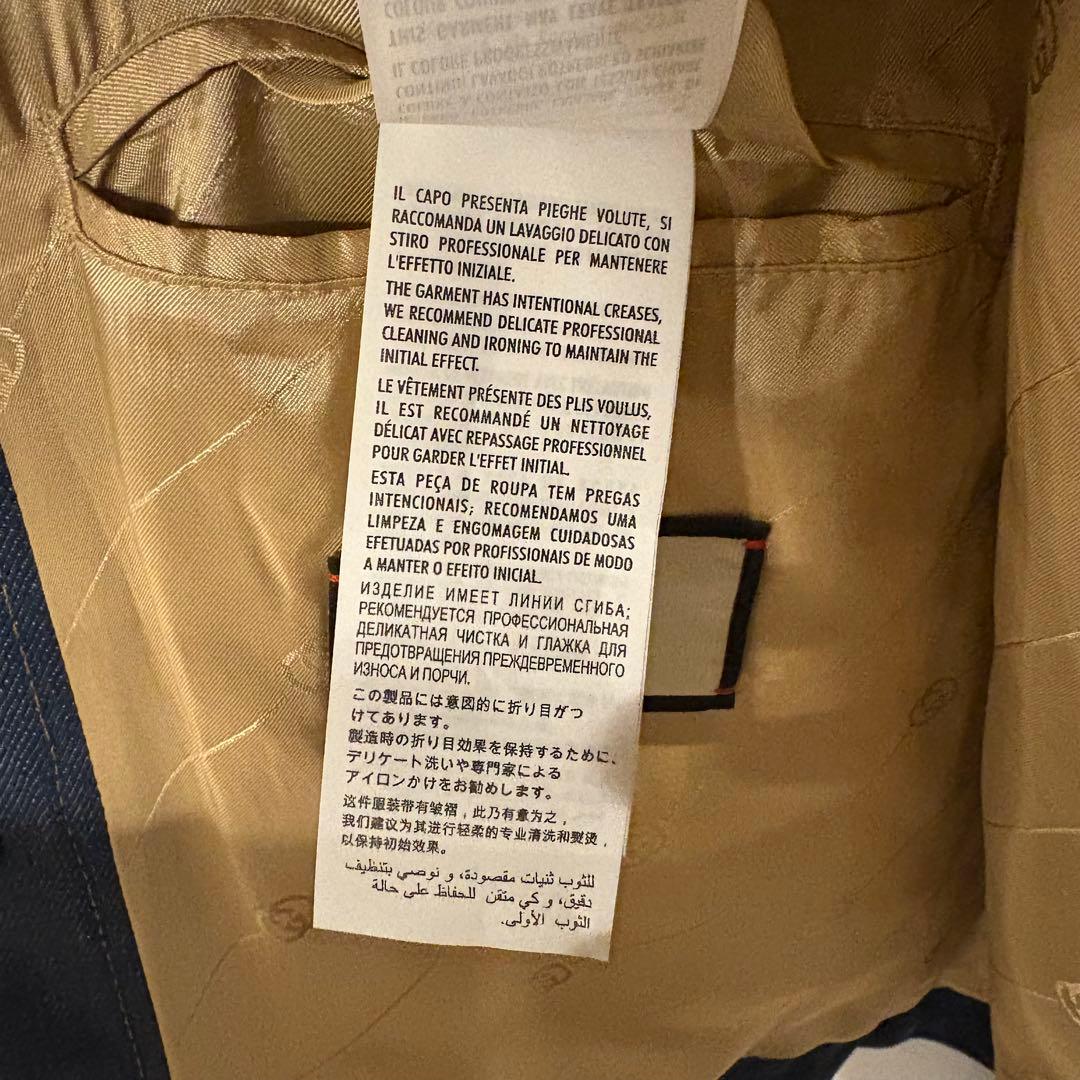 IL CAPO PRESENTA PIEGHE VOLUTE, SI
RACCOMANDA UN LAVAGGIO DELICATO CON
STIRO PROFESSIONALE PER MANTENERE
L'EFFETTO INIZIALE.
THE GARMENT HAS INTENTIONAL CREASES,
WE RECOMMEND DELICATE PROFESSIONAL
CLEANING AND IRONING TO MAINTAIN THE
INITIAL EFFECT.
LE VÊTEMENT PRÉSENTE DES PLIS VOULUS,
IL EST RECOMMANDÉ UN NETTOYAGE
DÉLICAT AVEC REPASSAGE PROFESSIONNEL
POUR GARDER L'EFFET INITIAL.
ESTA PEÇA DE ROUPA TEM PREGAS
INTENCIONAIS; RECOMENDAMOS UMA
LIMPEZA E ENGOMAGEM CUIDADOSAS
EFETUADAS POR PROFISSIONAIS DE MODO
A MANTER O EFEITO INICIAL.
ИЗДЕЛИЕ ИМЕЕТ ЛИНИИ СГИБА;
РЕКОМЕНДУЕТСЯ ПРОФЕССИОНАЛЬНАЯ
ДЕЛИКАТНАЯ ЧИСТКА И ГЛАЖКА ДЛЯ
ПРЕДОТВРАЩЕНИЯ ПРЕЖДЕВРЕМЕННОГО
ИЗНОСА И ПОРЧИ.
この製品には意図的に折り目がつ
けてあります。
製造時の折り目効果を保持するために、
デリケート洗いや専門家による
アイロンかけをお勧めします。
这件服装带有皱褶，此乃有意为之，
我们建议为其进行轻柔的专业清洗和熨烫，
以保持初始效果。
للثوب ثنيات مقصودة، و نوصي بتنظيف
دقيق، و كي متقن للحفاظ على حالة
الثوب الأولى.